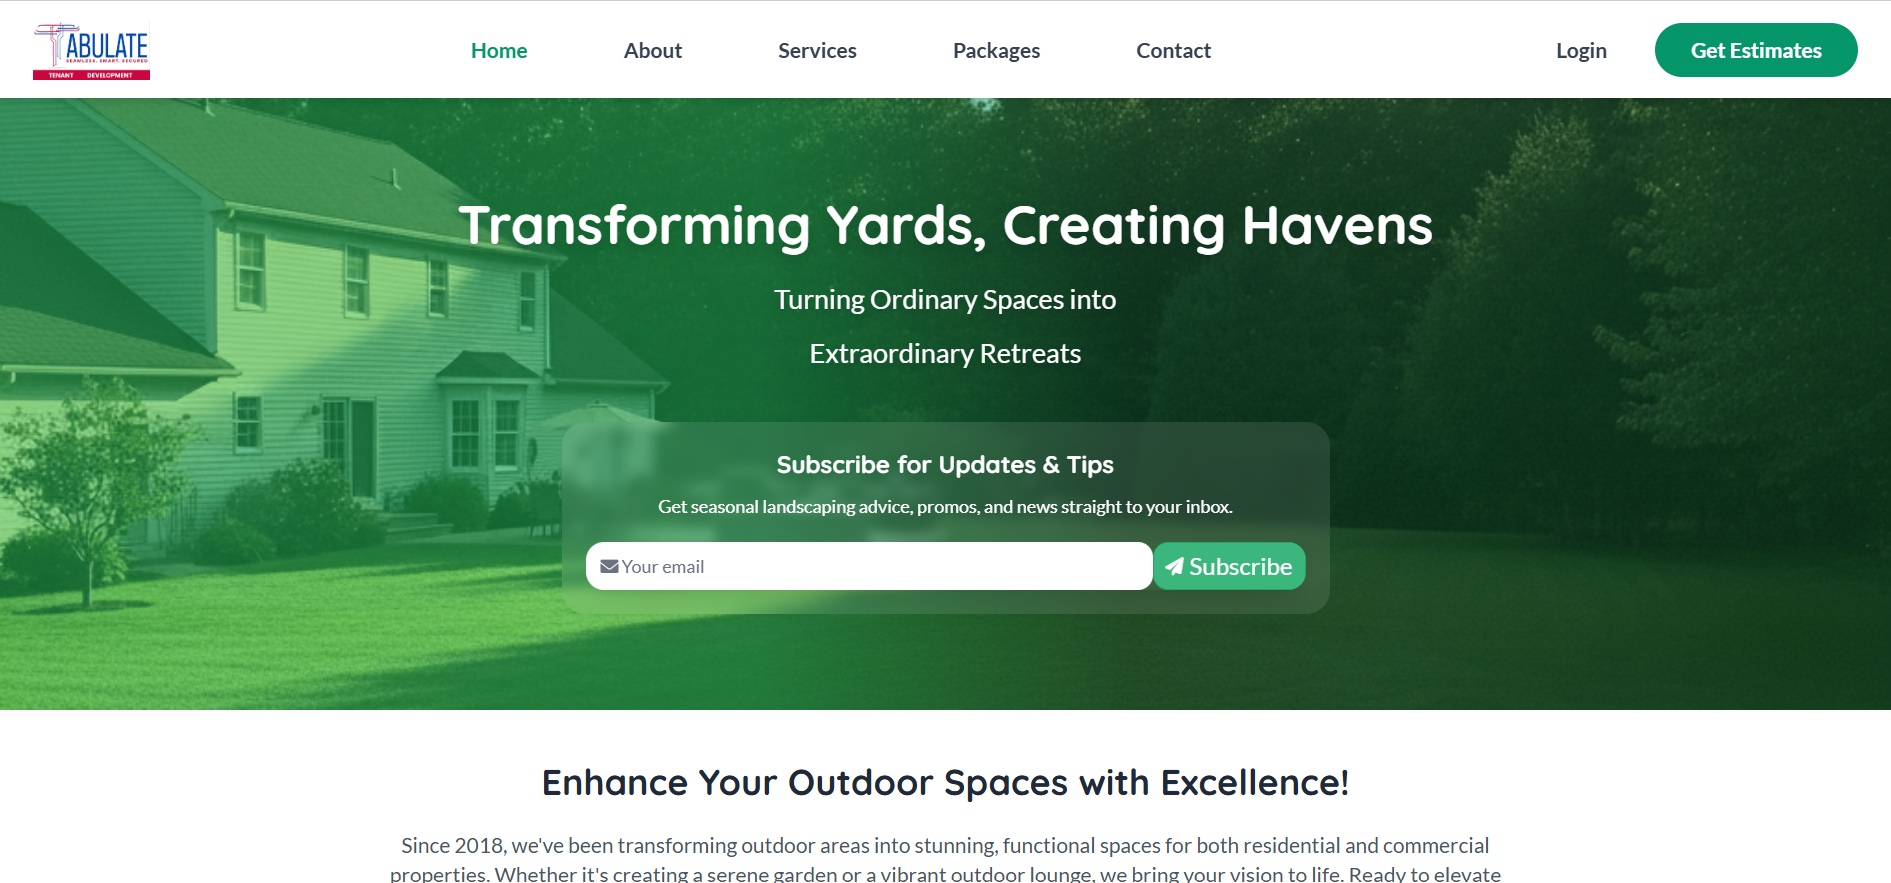 TABULATE
SEAMLESS. SMART. SECURED
TENANT DEVELOPMENT
Home
About
Services
Packages
Contact
Login
Get Estimates
Transforming Yards, Creating Havens
Turning Ordinary Spaces into
Extraordinary Retreats
Subscribe for Updates & Tips
Get seasonal landscaping advice, promos, and news straight to your inbox.
Your email
Subscribe
Enhance Your Outdoor Spaces with Excellence!
Since 2018, we've been transforming outdoor areas into stunning, functional spaces for both residential and commercial
properties. Whether it's creating a serene garden or a vibrant outdoor lounge, we bring your vision to life. Ready to elevate